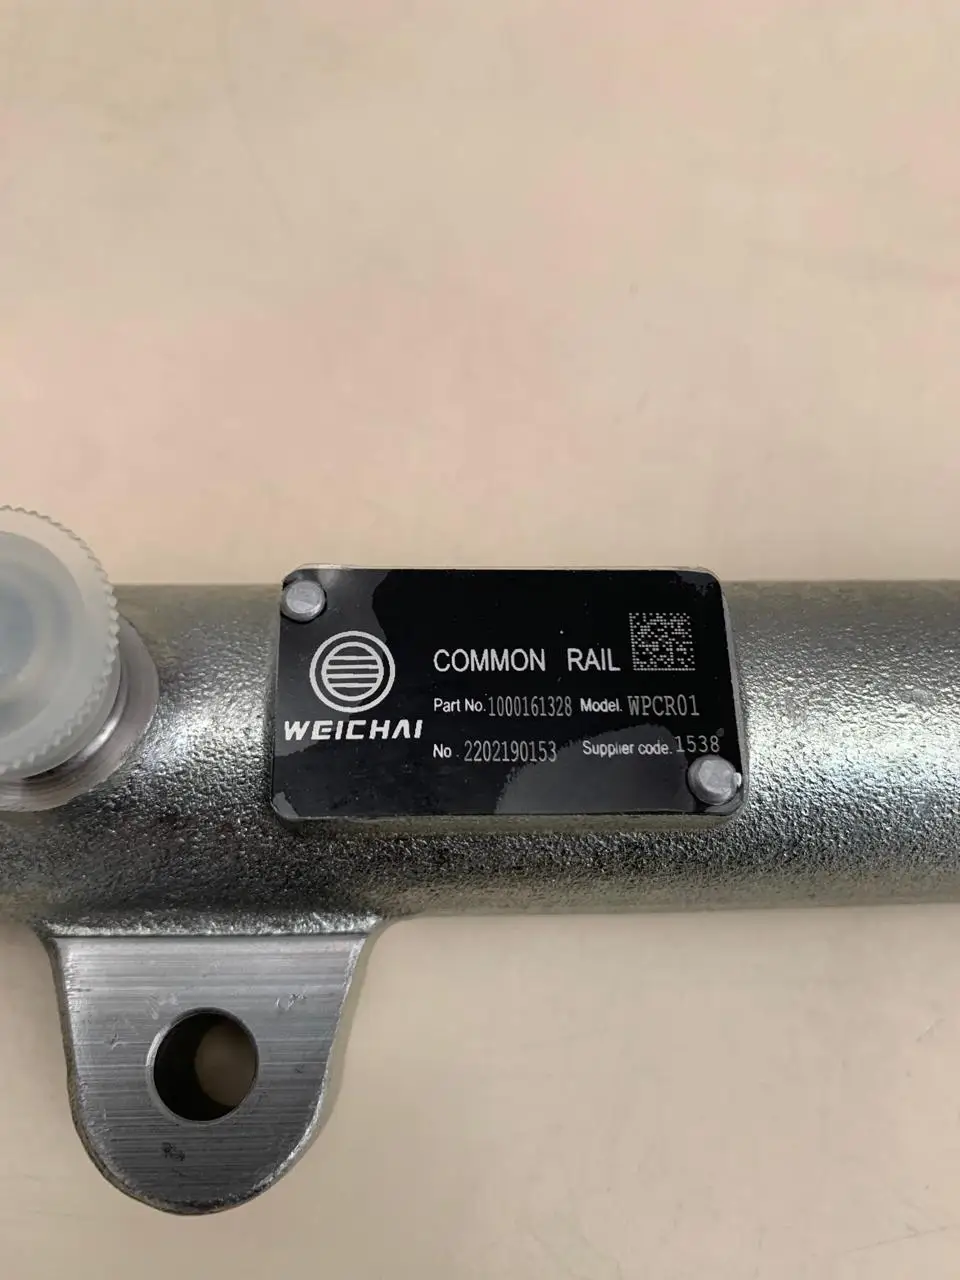 COMMON RAIL
Part No. 1000161328 Model. WPCR01
WEICHAI
No. 2202190153 Supplier code. 1538